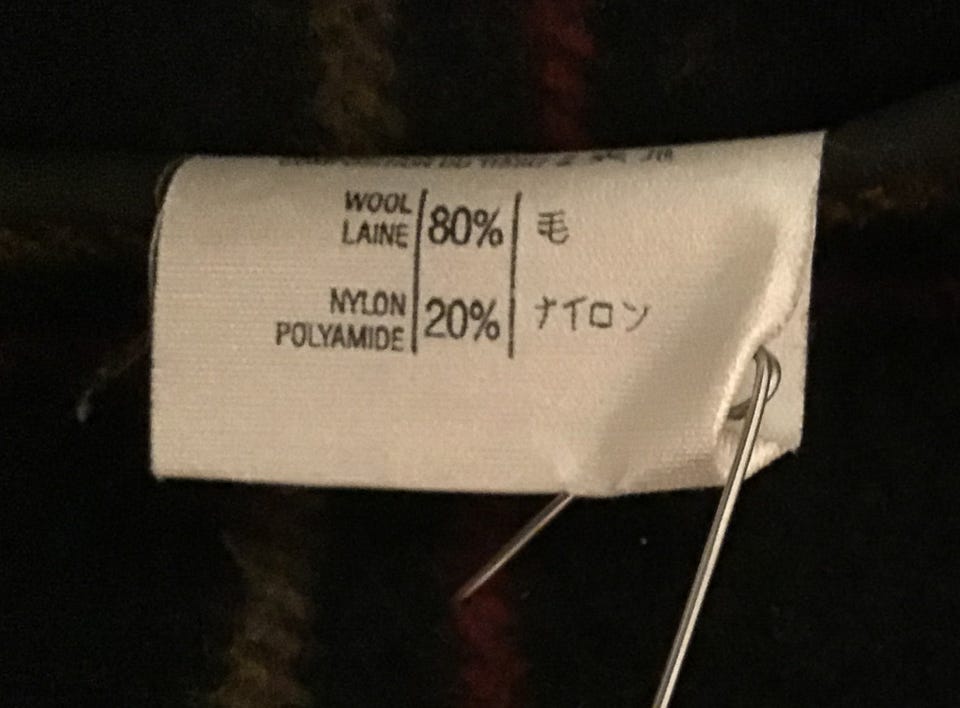 WOOL
LAINE 80% 毛
NYLON
POLYAMIDE 20% ナイロン